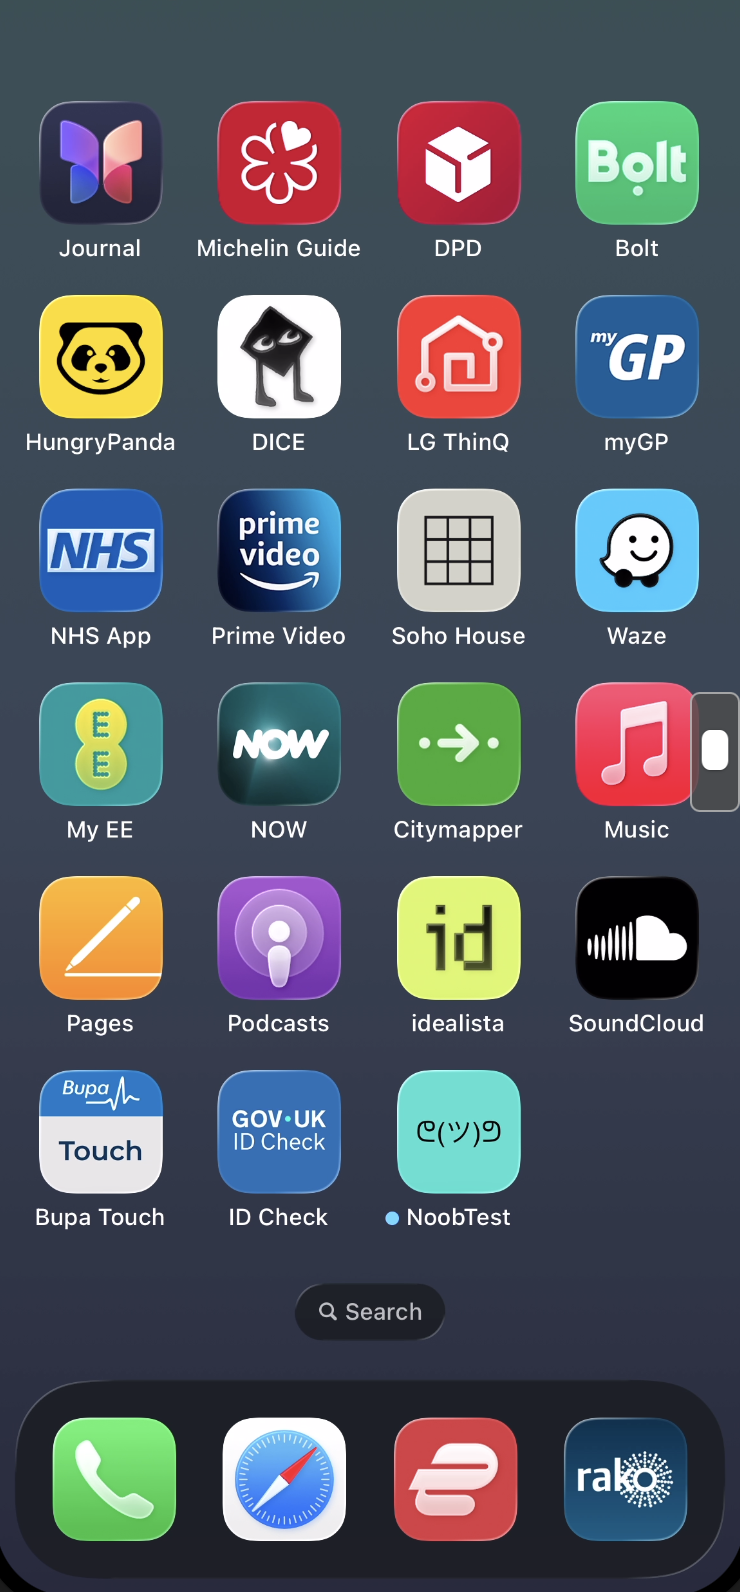 Journal
Michelin Guide
DPD
Bolt
Bolt
HungryPanda
DICE
LG ThinQ
my GP
myGP
NHS
NHS App
prime
video
Prime Video
Soho House
Waze
E
E
My EE
NOW
NOW
Citymapper
Music
Pages
Podcasts
id
idealista
SoundCloud
Bupa
Touch
Bupa Touch
GOV·UK
ID Check
ID Check
ᘓ(ツ)ᘐ
NoobTest
Search
rako